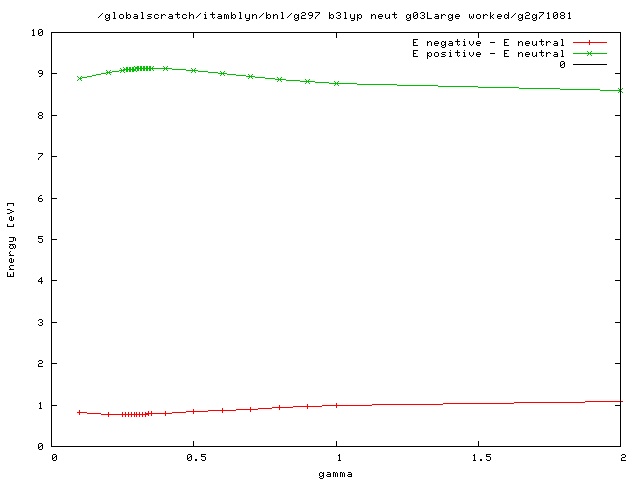 /globalscratch/itamblyn/bnl/g297 b3lyp neut g03Large worked/g2g71081
E negative - E neutral
E positive - E neutral
0
10
9
8
7
6
5
4
3
2
1
0
Energy [eV]
0 0.5 1 1.5 2
gamma